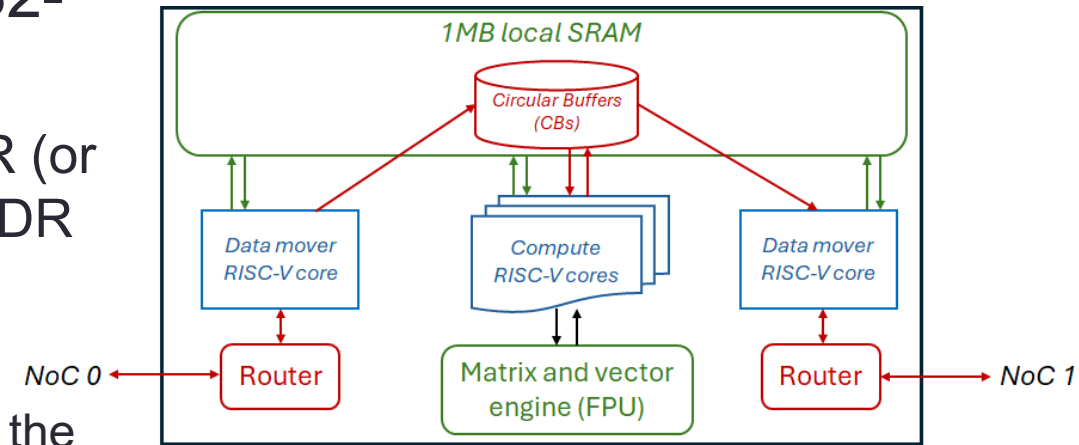 32-
R (or
DR
the
1MB local SRAM
Circular Buffers
(CBs)
Data mover
RISC-V core
Compute
RISC-V cores
Data mover
RISC-V core
NoC 0
Router
Matrix and vector
engine (FPU)
Router
NoC 1